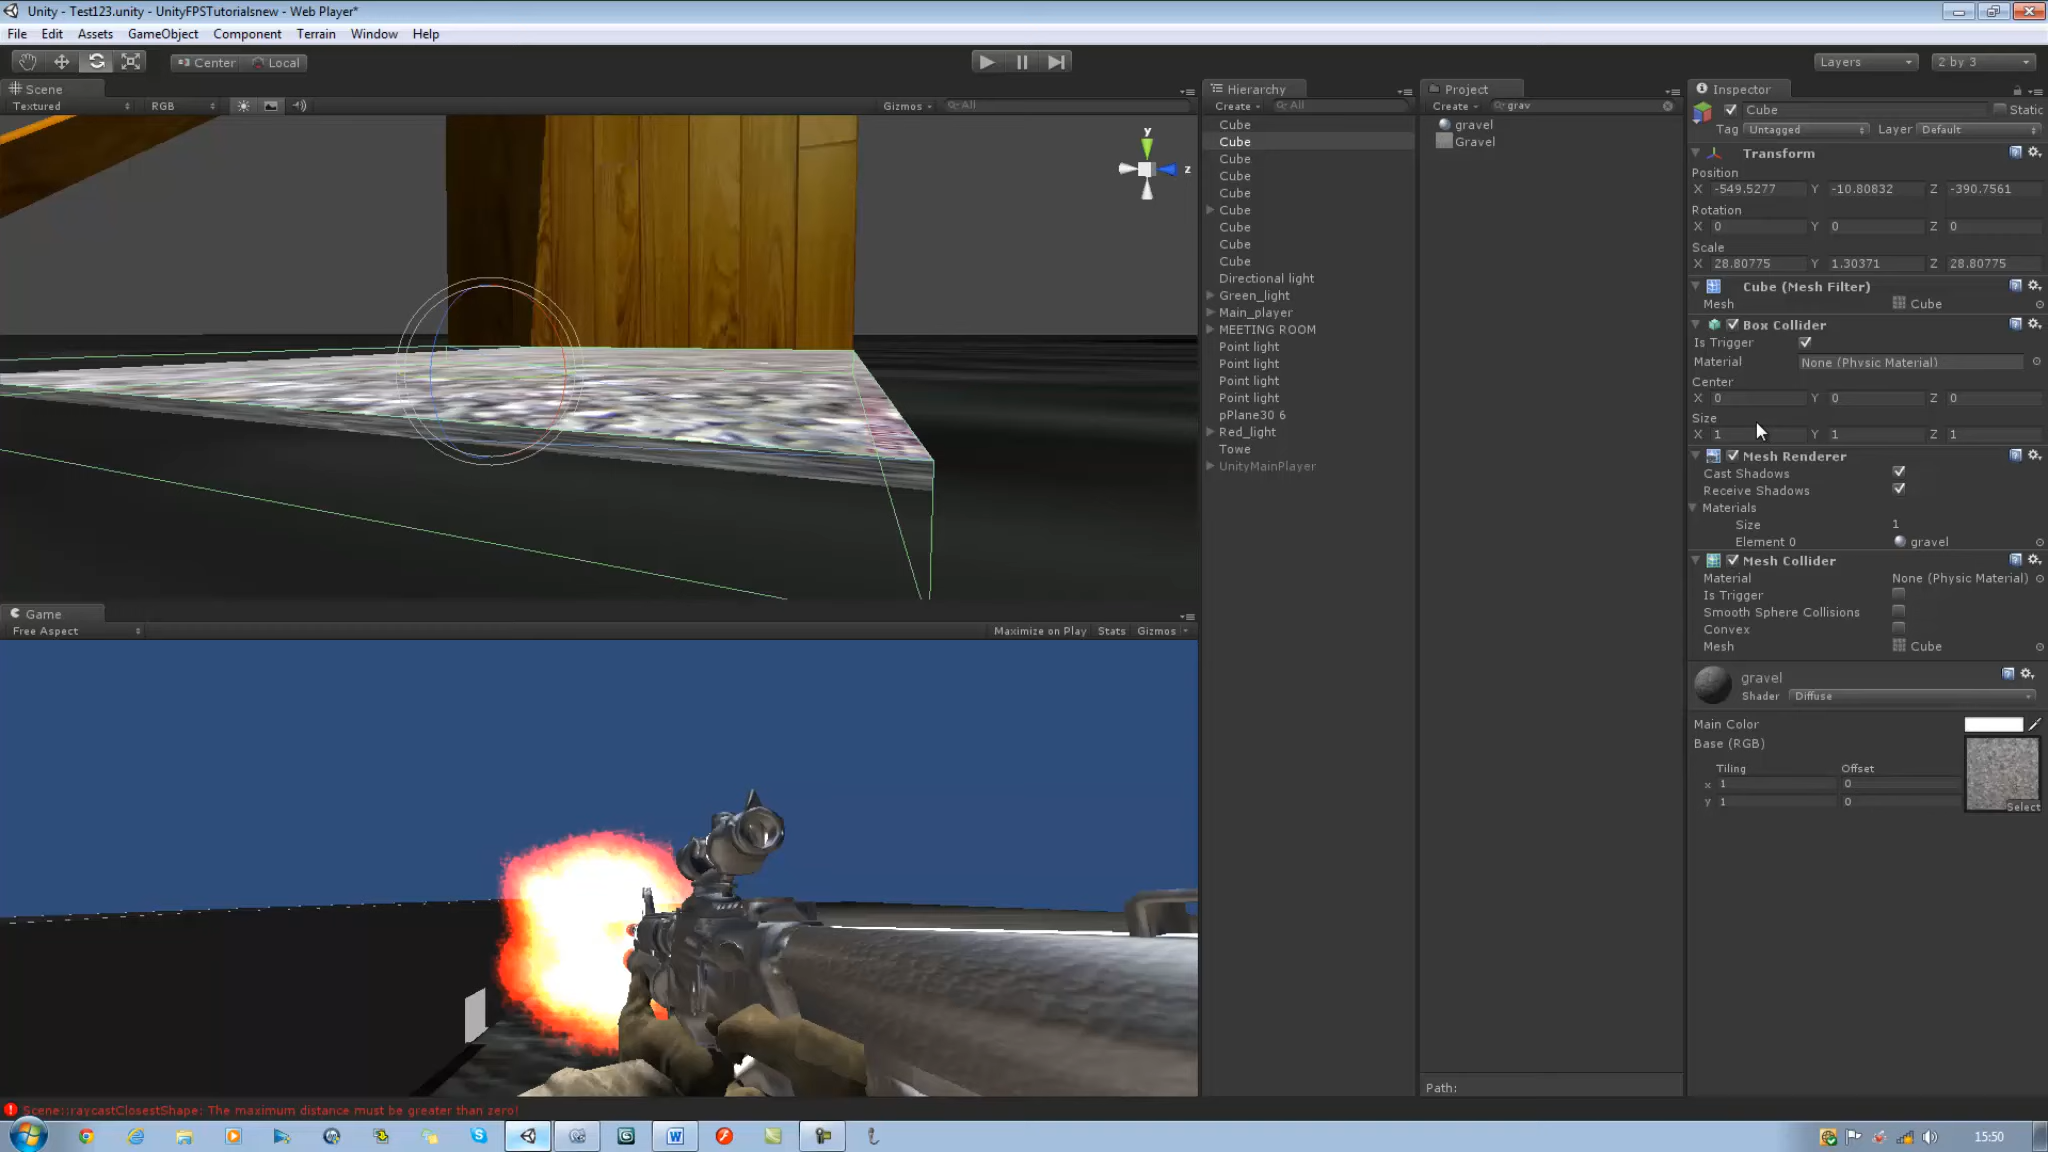 Unity - Test123.unity - UnityFPSTutorialsnew - Web Player*
File Edit Assets GameObject Component Terrain Window Help
Center Local Layers 2 by 3
Scene
Textured RGB Gizmos All
y
z
Game
Free Aspect Maximize on Play Stats Gizmos
Hierarchy
Create All
Cube
Cube
Cube
Cube
Cube
Cube
Cube
Cube
Cube
Directional light
Green_light
Main_player
MEETING ROOM
Point light
Point light
Point light
Point light
pPlane30 6
Red_light
Towe
UnityMainPlayer
Project
Create grav
gravel
Gravel
Path:
Inspector
Cube Static
Tag Untagged Layer Default
Transform
Position
X -549.5277 Y -10.80832 Z -390.7561
Rotation
X 0 Y 0 Z 0
Scale
X 28.80775 Y 1.30371 Z 28.80775
Cube (Mesh Filter)
Mesh Cube
Box Collider
Is Trigger
Material None (Physic Material)
Center
X 0 Y 0 Z 0
Size
X 1 Y 1 Z 1
Mesh Renderer
Cast Shadows
Receive Shadows
Materials
Size 1
Element 0 gravel
Mesh Collider
Material None (Physic Material)
Is Trigger
Smooth Sphere Collisions
Convex
Mesh Cube
gravel
Shader Diffuse
Main Color
Base (RGB)
Tiling Offset
x 1 0
y 1 0
Select
Scene::raycastClosestShape: The maximum distance must be greater than zero!
15:50